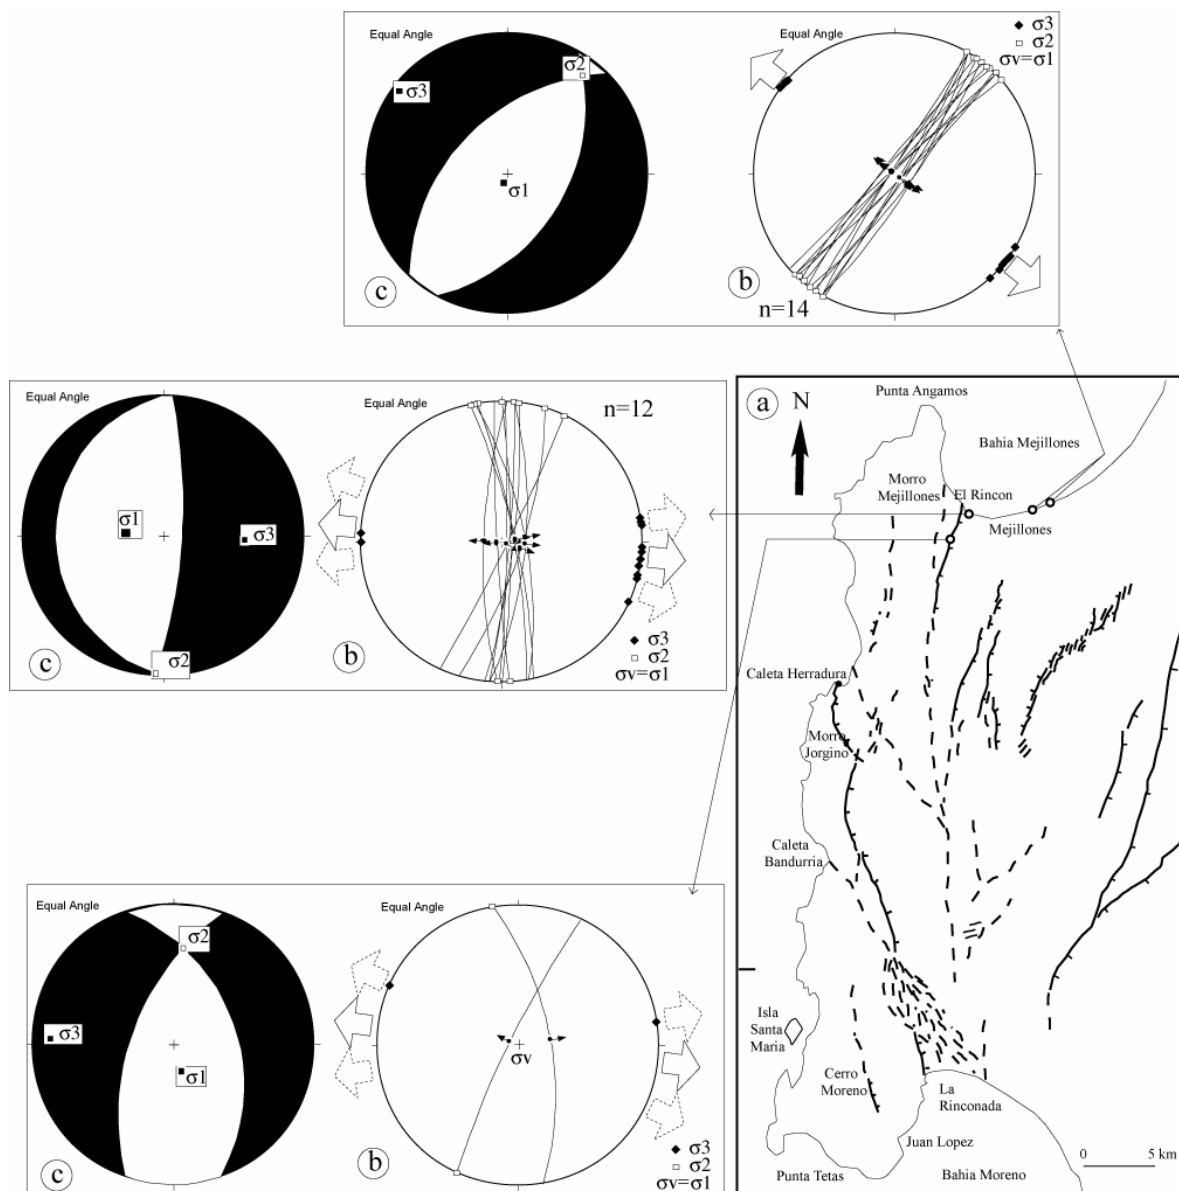 Equal Angle
σ2
σ3
σ1
c
Equal Angle
σ3
σ2
σv=σ1
b
n=14
Equal Angle
σ1
σ3
σ2
c
Equal Angle
n=12
b
σ3
σ2
σv=σ1
Equal Angle
σ2
σ3
σ1
c
Equal Angle
σv
b
σ3
σ2
σv=σ1
a
N
Punta Angamos
Bahia Mejillones
Morro
Mejillones
El Rincon
Mejillones
Caleta Herradura
Morro
Jorgino
Caleta
Bandurria
Isla
Santa
Maria
Cerro
Moreno
La
Rinconada
Juan Lopez
Punta Tetas
Bahia Moreno
0 5 km